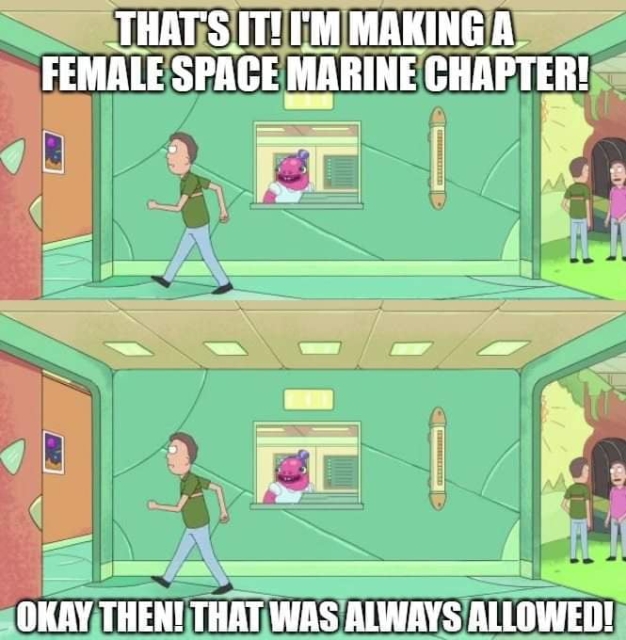 THAT'S IT! I'M MAKING A
FEMALE SPACE MARINE CHAPTER!
OKAY THEN! THAT WAS ALWAYS ALLOWED!